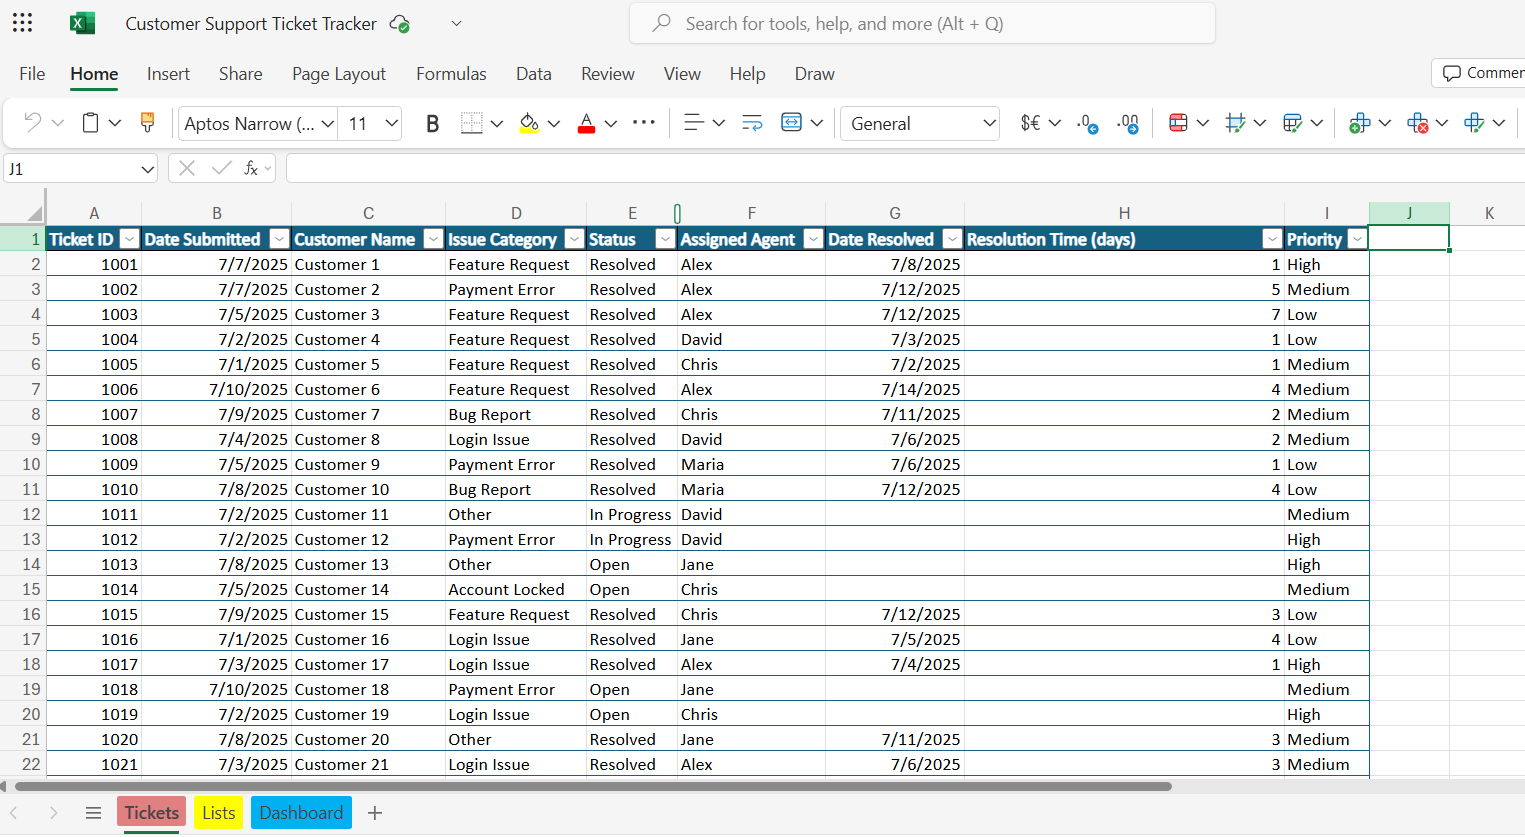 Customer Support Ticket Tracker
Search for tools, help, and more (Alt + Q)
File Home Insert Share Page Layout Formulas Data Review View Help Draw
Aptos Narrow (... 11 B A ... General $€ .0 .00
J1 fx
A B C D E F G H I J K
1 Ticket ID Date Submitted Customer Name Issue Category Status Assigned Agent Date Resolved Resolution Time (days) Priority
2 1001 7/7/2025 Customer 1 Feature Request Resolved Alex 7/8/2025 1 High
3 1002 7/7/2025 Customer 2 Payment Error Resolved Alex 7/12/2025 5 Medium
4 1003 7/5/2025 Customer 3 Feature Request Resolved Alex 7/12/2025 7 Low
5 1004 7/2/2025 Customer 4 Feature Request Resolved David 7/3/2025 1 Low
6 1005 7/1/2025 Customer 5 Feature Request Resolved Chris 7/2/2025 1 Medium
7 1006 7/10/2025 Customer 6 Feature Request Resolved Alex 7/14/2025 4 Medium
8 1007 7/9/2025 Customer 7 Bug Report Resolved Chris 7/11/2025 2 Medium
9 1008 7/4/2025 Customer 8 Login Issue Resolved David 7/6/2025 2 Medium
10 1009 7/5/2025 Customer 9 Payment Error Resolved Maria 7/6/2025 1 Low
11 1010 7/8/2025 Customer 10 Bug Report Resolved Maria 7/12/2025 4 Low
12 1011 7/2/2025 Customer 11 Other In Progress David Medium
13 1012 7/2/2025 Customer 12 Payment Error In Progress David High
14 1013 7/8/2025 Customer 13 Other Open Jane High
15 1014 7/5/2025 Customer 14 Account Locked Open Chris Medium
16 1015 7/9/2025 Customer 15 Feature Request Resolved Chris 7/12/2025 3 Low
17 1016 7/1/2025 Customer 16 Login Issue Resolved Jane 7/5/2025 4 Low
18 1017 7/3/2025 Customer 17 Login Issue Resolved Alex 7/4/2025 1 High
19 1018 7/10/2025 Customer 18 Payment Error Open Jane Medium
20 1019 7/2/2025 Customer 19 Login Issue Open Chris High
21 1020 7/8/2025 Customer 20 Other Resolved Jane 7/11/2025 3 Medium
22 1021 7/3/2025 Customer 21 Login Issue Resolved Alex 7/6/2025 3 Medium
Tickets Lists Dashboard